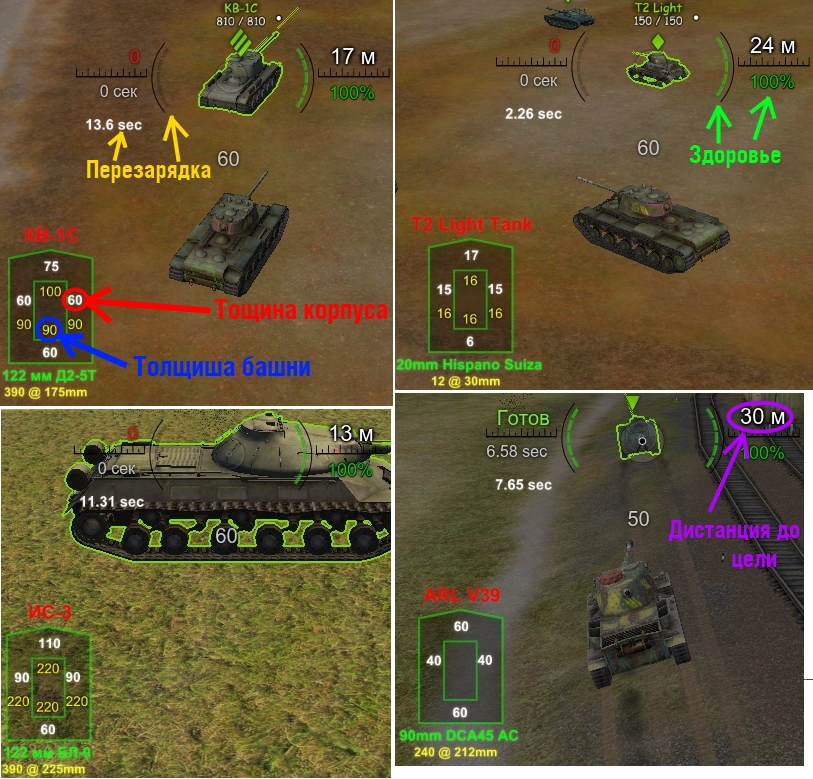 КВ-1С
810 / 810
0
17 м
0 сек
100%
13.6 sec
Перезарядка
60
КВ-1С
75
100
60
60
90
90
90
60
Тощина корпуса
Толщиша башни
122 мм Д2-5Т
390 @ 175mm
T2 Light
150 / 150
0
24 м
0 сек
100%
2.26 sec
Здоровье
60
T2 Light Tank
17
16
15
15
16
16
16
6
20mm Hispano Suiza
12 @ 30mm
0
13 м
0 сек
100%
11.31 sec
60
ИС-3
110
220
90
90
220
220
220
60
122 мм БЛ-9
390 @ 225mm
Готов
30 м
6.58 sec
100%
7.65 sec
50
Дистанция до
цели
ARL V39
60
40
40
60
90mm DCA45 AC
240 @ 212mm